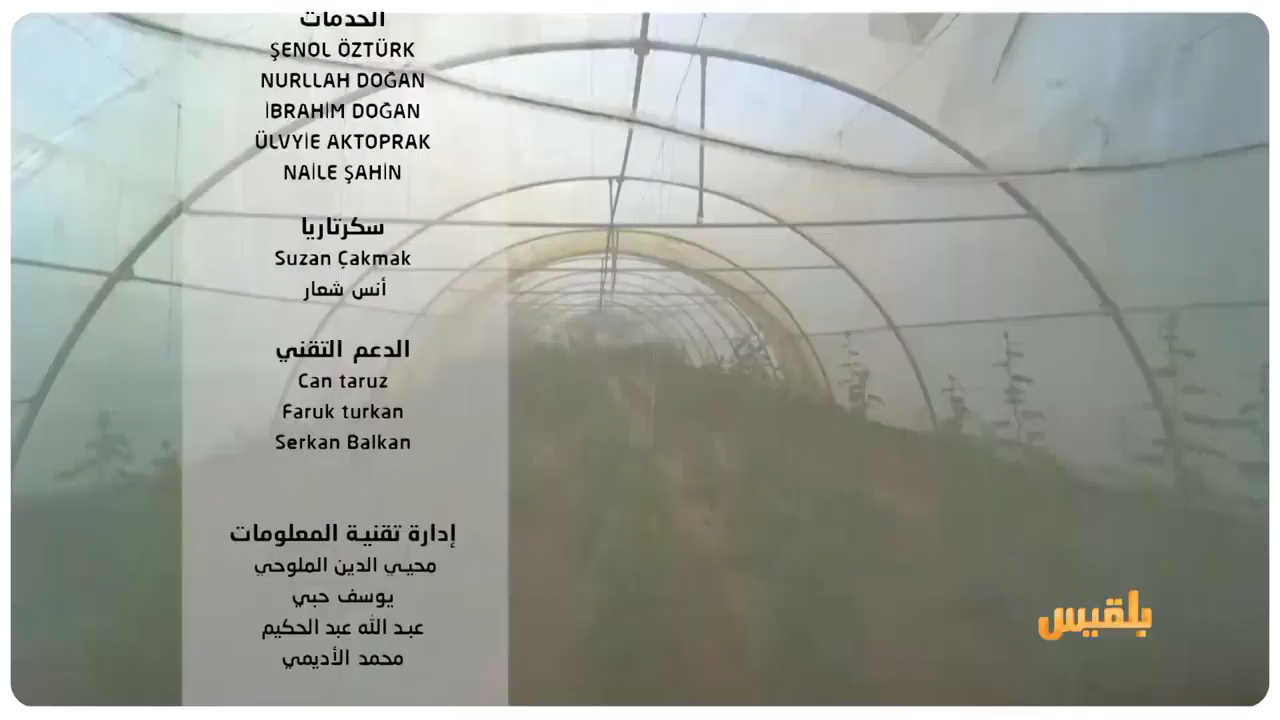 الخدمات
ŞENOL ÖZTÜRK
NURLLAH DOĞAN
İBRAHİM DOĞAN
ÜLVYİE AKTOPRAK
NAİLE ŞAHİN
سكرتاريا
Suzan Çakmak
أنس شعار
الدعم التقني
Can taruz
Faruk turkan
Serkan Balkan
إدارة تقنية المعلومات
محيي الدين الملوحي
يوسف حبي
عبد الله عبد الحكيم
محمد الأديمي
بلقيس